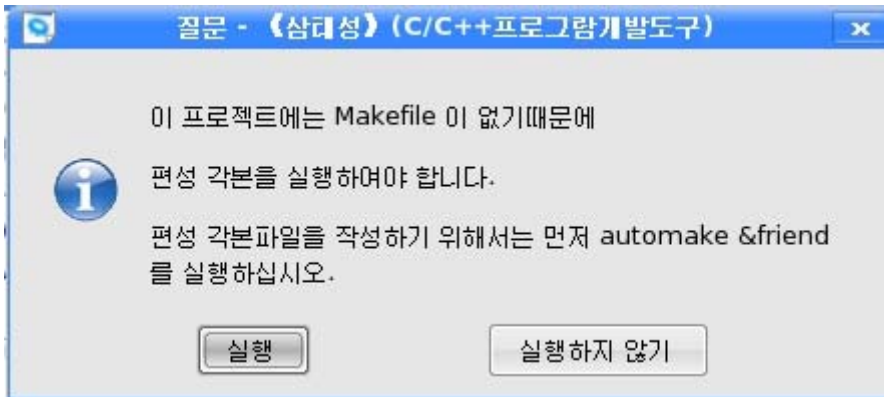 질문 - 《삼태성》(C/C++프로그람개발도구)
이 프로젝트에는 Makefile 이 없기때문에
편성 각본을 실행하여야 합니다.
편성 각본파일을 작성하기 위해서는 먼저 automake &friend
를 실행하십시오.
실행
실행하지 않기